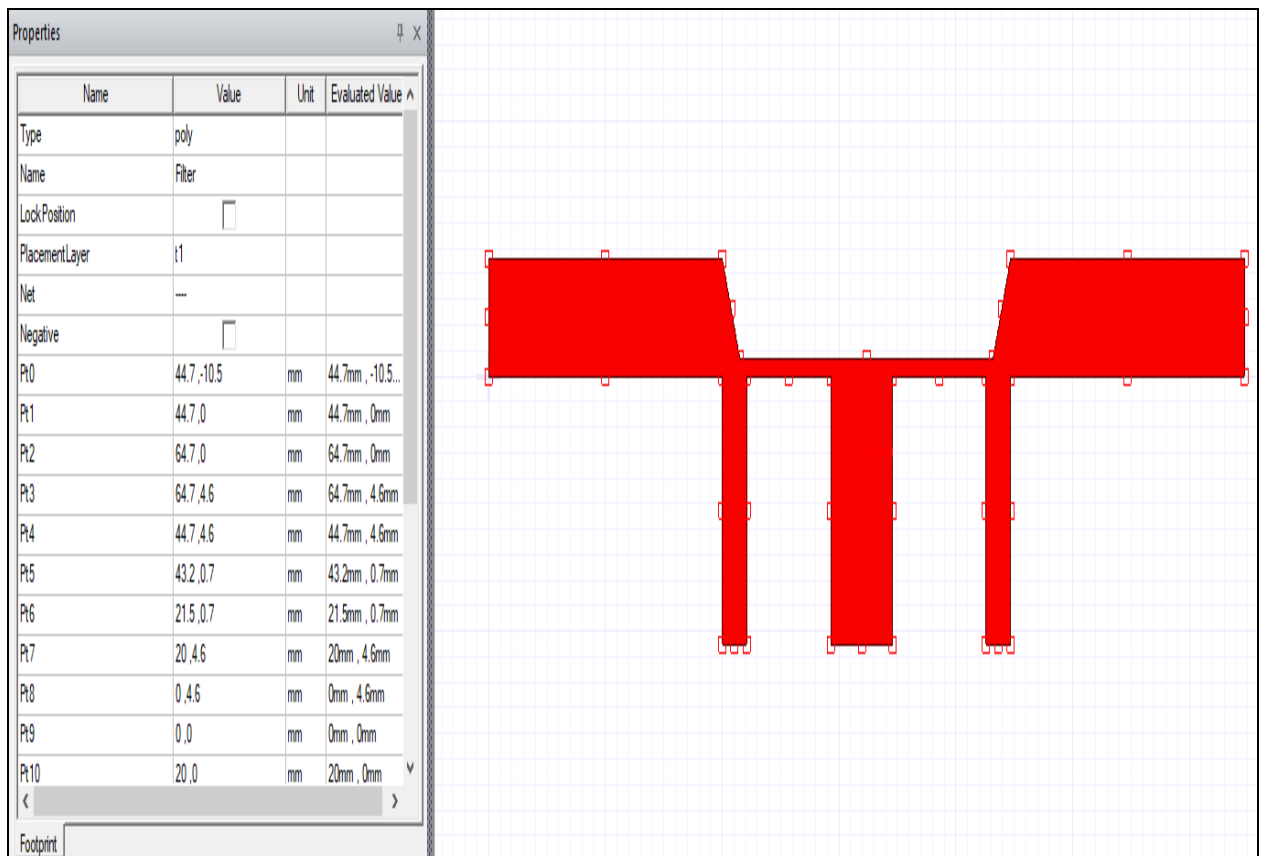 Properties
Name Value Unit Evaluated Value
Type poly
Name Filter
LockPosition
PlacementLayer t1
Net ----
Negative
Pt0 44.7 ,-10.5 mm 44.7mm , -10.5...
Pt1 44.7 ,0 mm 44.7mm , 0mm
Pt2 64.7 ,0 mm 64.7mm , 0mm
Pt3 64.7 ,4.6 mm 64.7mm , 4.6mm
Pt4 44.7 ,4.6 mm 44.7mm , 4.6mm
Pt5 43.2 ,0.7 mm 43.2mm , 0.7mm
Pt6 21.5 ,0.7 mm 21.5mm , 0.7mm
Pt7 20 ,4.6 mm 20mm , 4.6mm
Pt8 0 ,4.6 mm 0mm , 4.6mm
Pt9 0 ,0 mm 0mm , 0mm
Pt10 20 ,0 mm 20mm , 0mm
Footprint